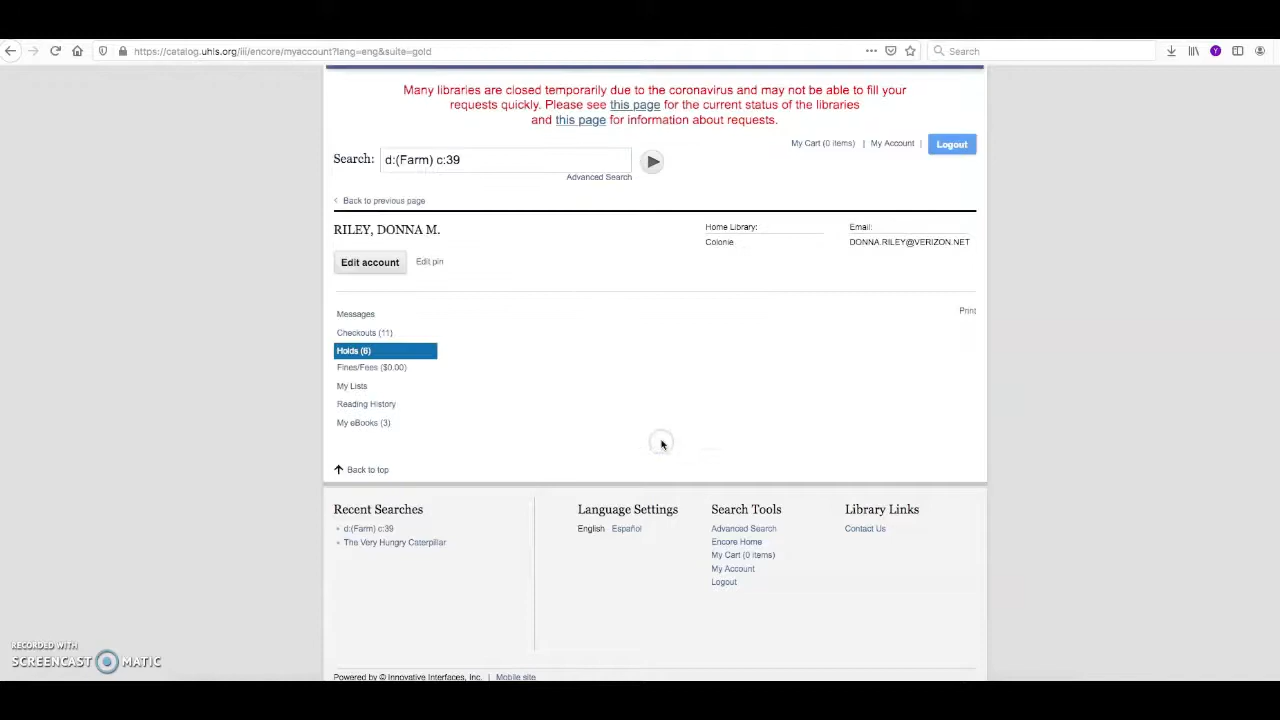 https://catalog.uhls.org/iii/encore/myaccount?lang=eng&suite=gold
Search
Many libraries are closed temporarily due to the coronavirus and may not be able to fill your
requests quickly. Please see this page for the current status of the libraries
and this page for information about requests.
My Cart (0 items) | My Account | Logout
Search: d:(Farm) c:39
Advanced Search
Back to previous page
RILEY, DONNA M.
Home Library:
Colonie
Email:
DONNA.RILEY@VERIZON.NET
Edit account Edit pin
Print
Messages
Checkouts (11)
Holds (6)
Fines/Fees ($0.00)
My Lists
Reading History
My eBooks (3)
Back to top
Recent Searches
d:(Farm) c:39
The Very Hungry Caterpillar
Language Settings
English Español
Search Tools
Advanced Search
Encore Home
My Cart (0 items)
My Account
Logout
Library Links
Contact Us
RECORDED WITH
SCREENCAST MATIC
Powered by © Innovative Interfaces, Inc. | Mobile site